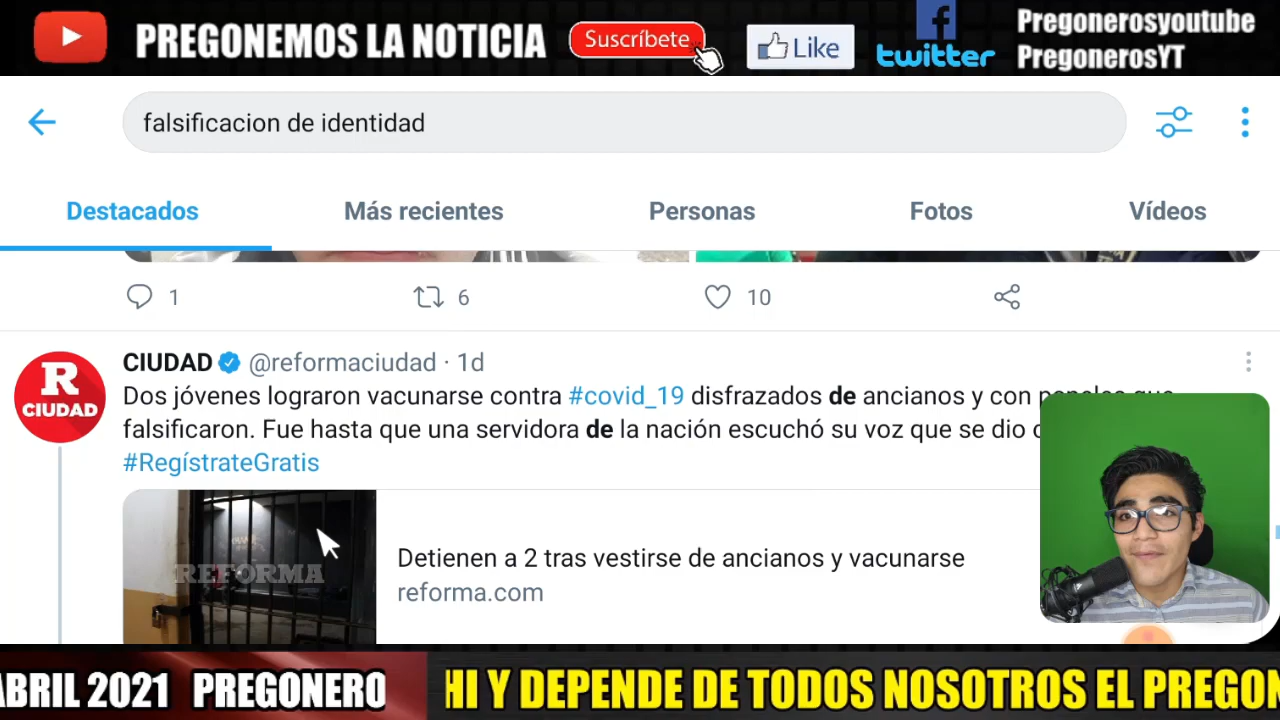 PREGONEMOS LA NOTICIA
Suscríbete
Like
twitter
Pregonerosyoutube
PregonerosYT
falsificacion de identidad
Destacados
Más recientes
Personas
Fotos
Vídeos
1
6
10
CIUDAD @reformaciudad · 1d
Dos jóvenes lograron vacunarse contra #covid_19 disfrazados de ancianos y con
falsificaron. Fue hasta que una servidora de la nación escuchó su voz que se dio
#RegístrateGratis
R
CIUDAD
REFORMA
Detienen a 2 tras vestirse de ancianos y vacunarse
reforma.com
ABRIL 2021 PREGONERO
HI Y DEPENDE DE TODOS NOSOTROS EL PREGON